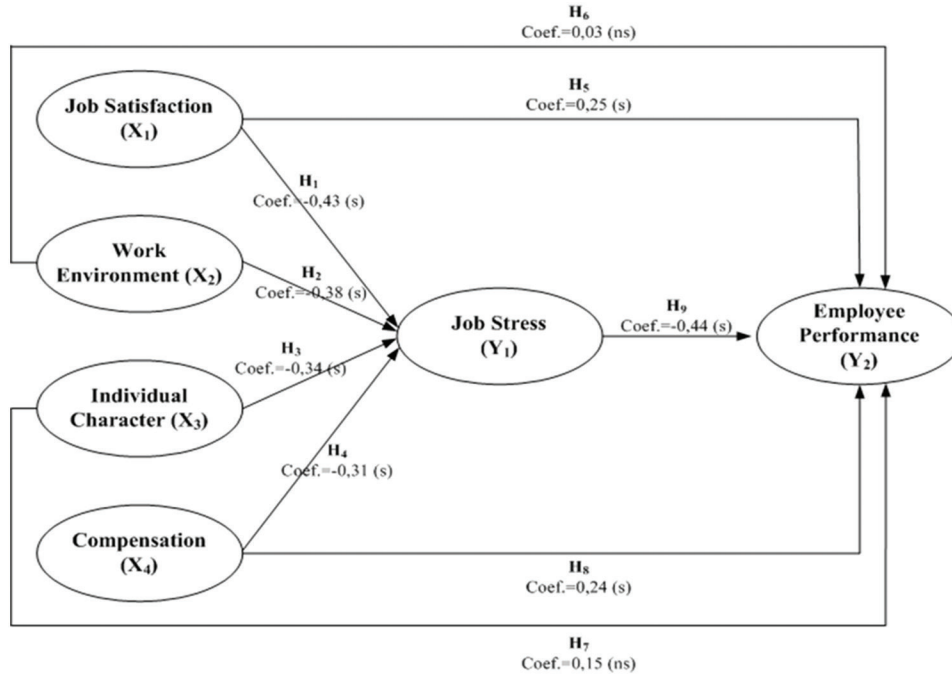 H₆
Coef.=0,03 (ns)
H₅
Coef.=0,25 (s)
Job Satisfaction
(X₁)
H₁
Coef.=-0,43 (s)
Work
Environment (X₂)
H₂
Coef.=-0,38 (s)
Job Stress
(Y₁)
H₉
Coef.=-0,44 (s)
Employee
Performance
(Y₂)
H₃
Coef.=-0,34 (s)
Individual
Character (X₃)
H₄
Coef.=-0,31 (s)
Compensation
(X₄)
H₈
Coef.=0,24 (s)
H₇
Coef.=0,15 (ns)